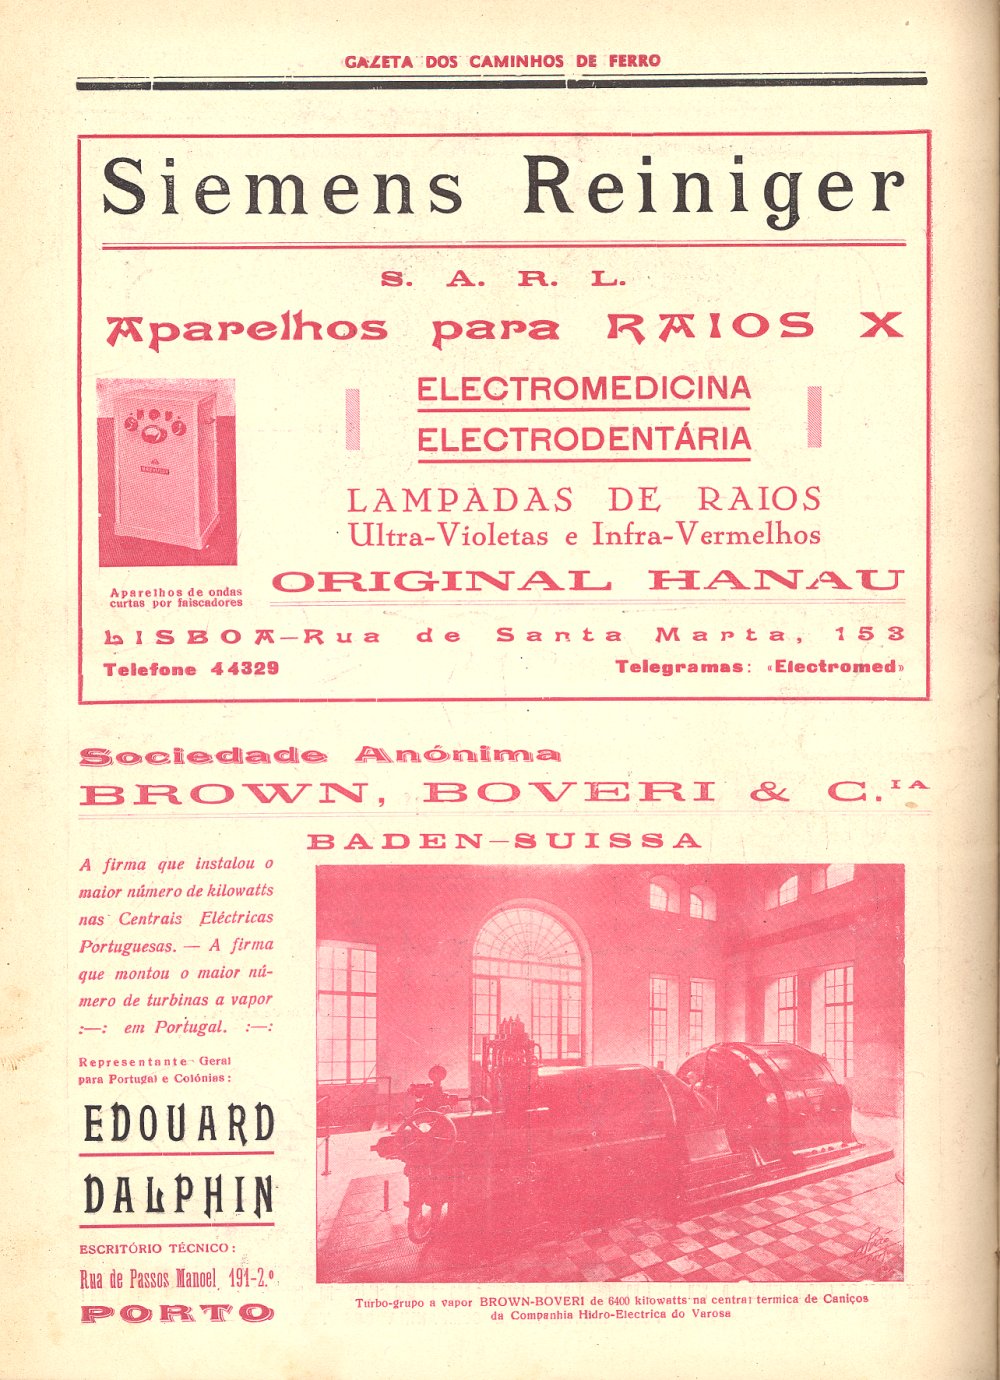 GAZETA DOS CAMINHOS DE FERRO
Siemens Reiniger
S. A. R. L.
Aparelhos para RAIOS X
ELECTROMEDICINA
ELECTRODENTÁRIA
LAMPADAS DE RAIOS
Ultra-Violetas e Infra-Vermelhos
ORIGINAL HANAU
Aparelhos de ondas
curtas por faiscadores
LISBOA—Rua de Santa Marta, 153
Telefone 44329
Telegramas: «Electromed»
Sociedade Anónima
BROWN, BOVERI & C.IA
BADEN-SUISSA
A firma que instalou o
maior número de kilowatts
nas Centrais Eléctricas
Portuguesas. — A firma
que montou o maior nú-
mero de turbinas a vapor
:—: em Portugal. :—:
Representante Geral
para Portugal e Colónias:
EDOUARD
DALPHIN
ESCRITÓRIO TÉCNICO:
Rua de Passos Manoel, 191-2.º
PORTO
Turbo-grupo a vapor BROWN-BOVERI de 6400 kilowatts na central termica de Caniços
da Companhia Hidro-Electrica do Varosa